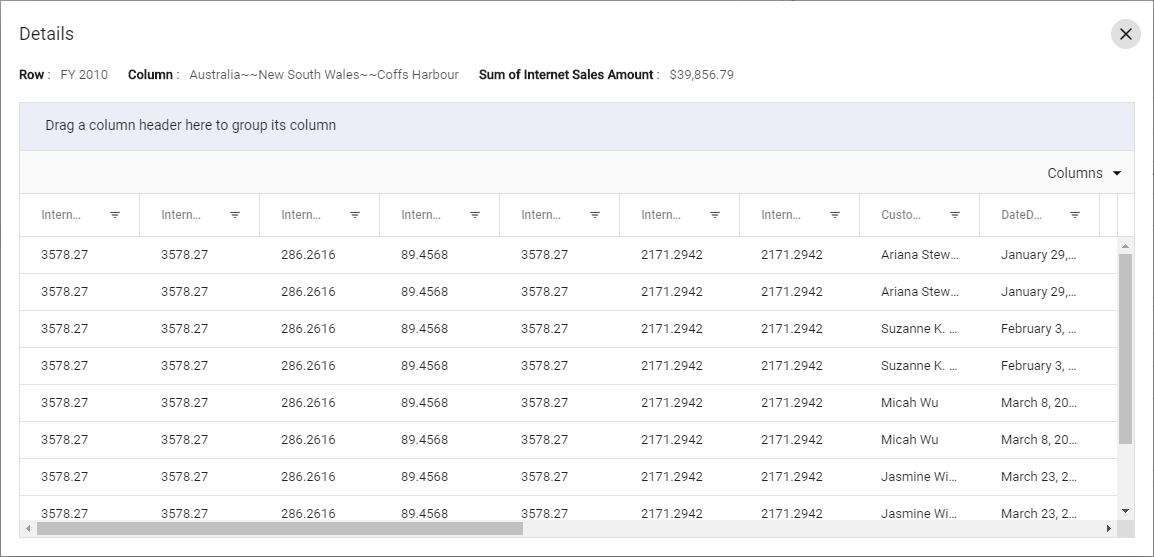 Details
Row : FY 2010 Column : Australia~~New South Wales~~Coffs Harbour Sum of Internet Sales Amount : $39,856.79
Drag a column header here to group its column
Columns
Intern... Intern... Intern... Intern... Intern... Intern... Intern... Custo... DateD...
3578.27 3578.27 286.2616 89.4568 3578.27 2171.2942 2171.2942 Ariana Stew... January 29,...
3578.27 3578.27 286.2616 89.4568 3578.27 2171.2942 2171.2942 Ariana Stew... January 29,...
3578.27 3578.27 286.2616 89.4568 3578.27 2171.2942 2171.2942 Suzanne K. ... February 3, ...
3578.27 3578.27 286.2616 89.4568 3578.27 2171.2942 2171.2942 Suzanne K. ... February 3, ...
3578.27 3578.27 286.2616 89.4568 3578.27 2171.2942 2171.2942 Micah Wu March 8, 20...
3578.27 3578.27 286.2616 89.4568 3578.27 2171.2942 2171.2942 Micah Wu March 8, 20...
3578.27 3578.27 286.2616 89.4568 3578.27 2171.2942 2171.2942 Jasmine Wi... March 23, 2...
3578.27 3578.27 286.2616 89.4568 3578.27 2171.2942 2171.2942 Jasmine Wi... March 23, 2...